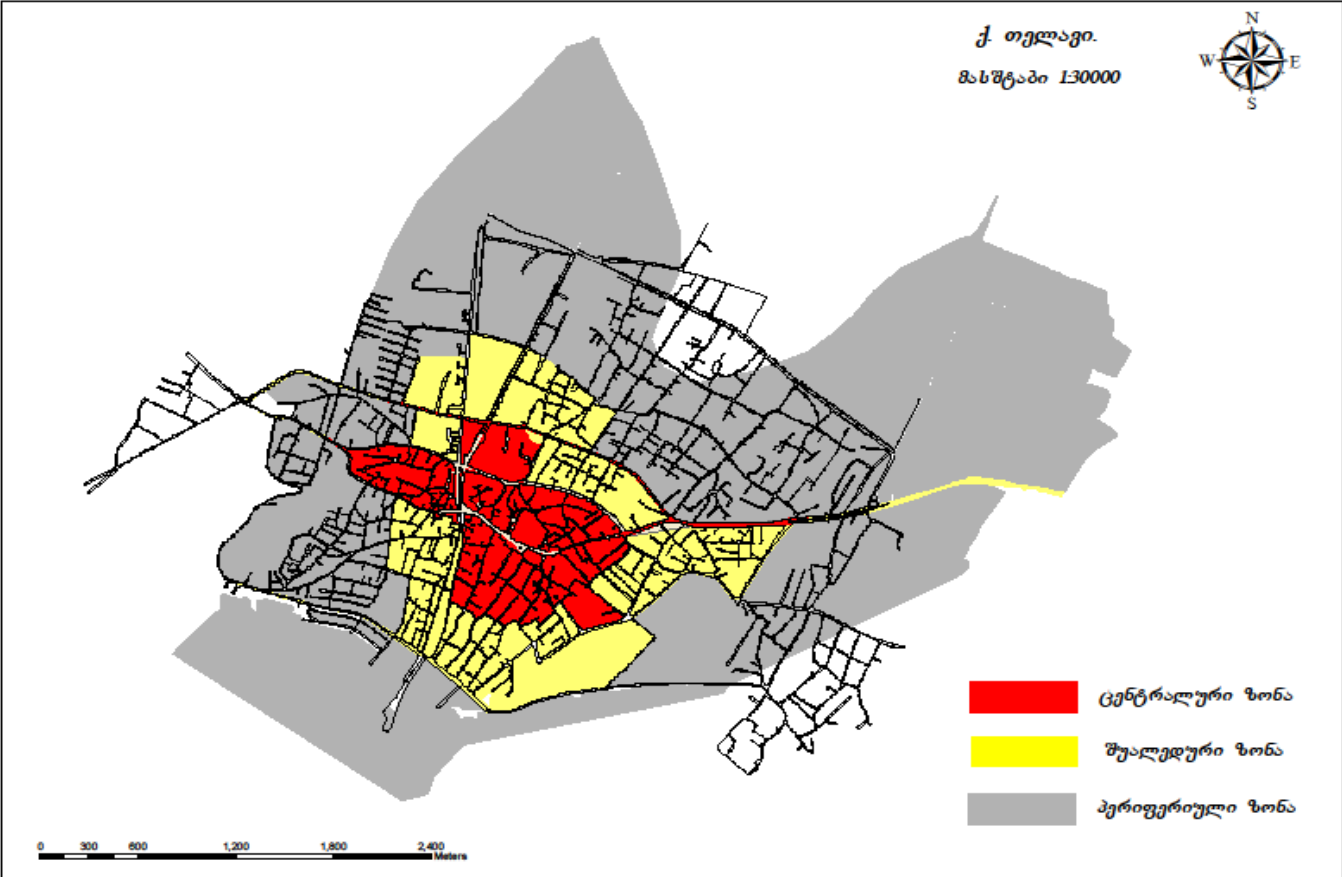 ქ. თელავი.
მასშტაბი 1:30000
N
W E
S
ცენტრალური ზონა
შუალედური ზონა
პერიფერიული ზონა
0 300 600 1,200 1,800 2,400
Meters